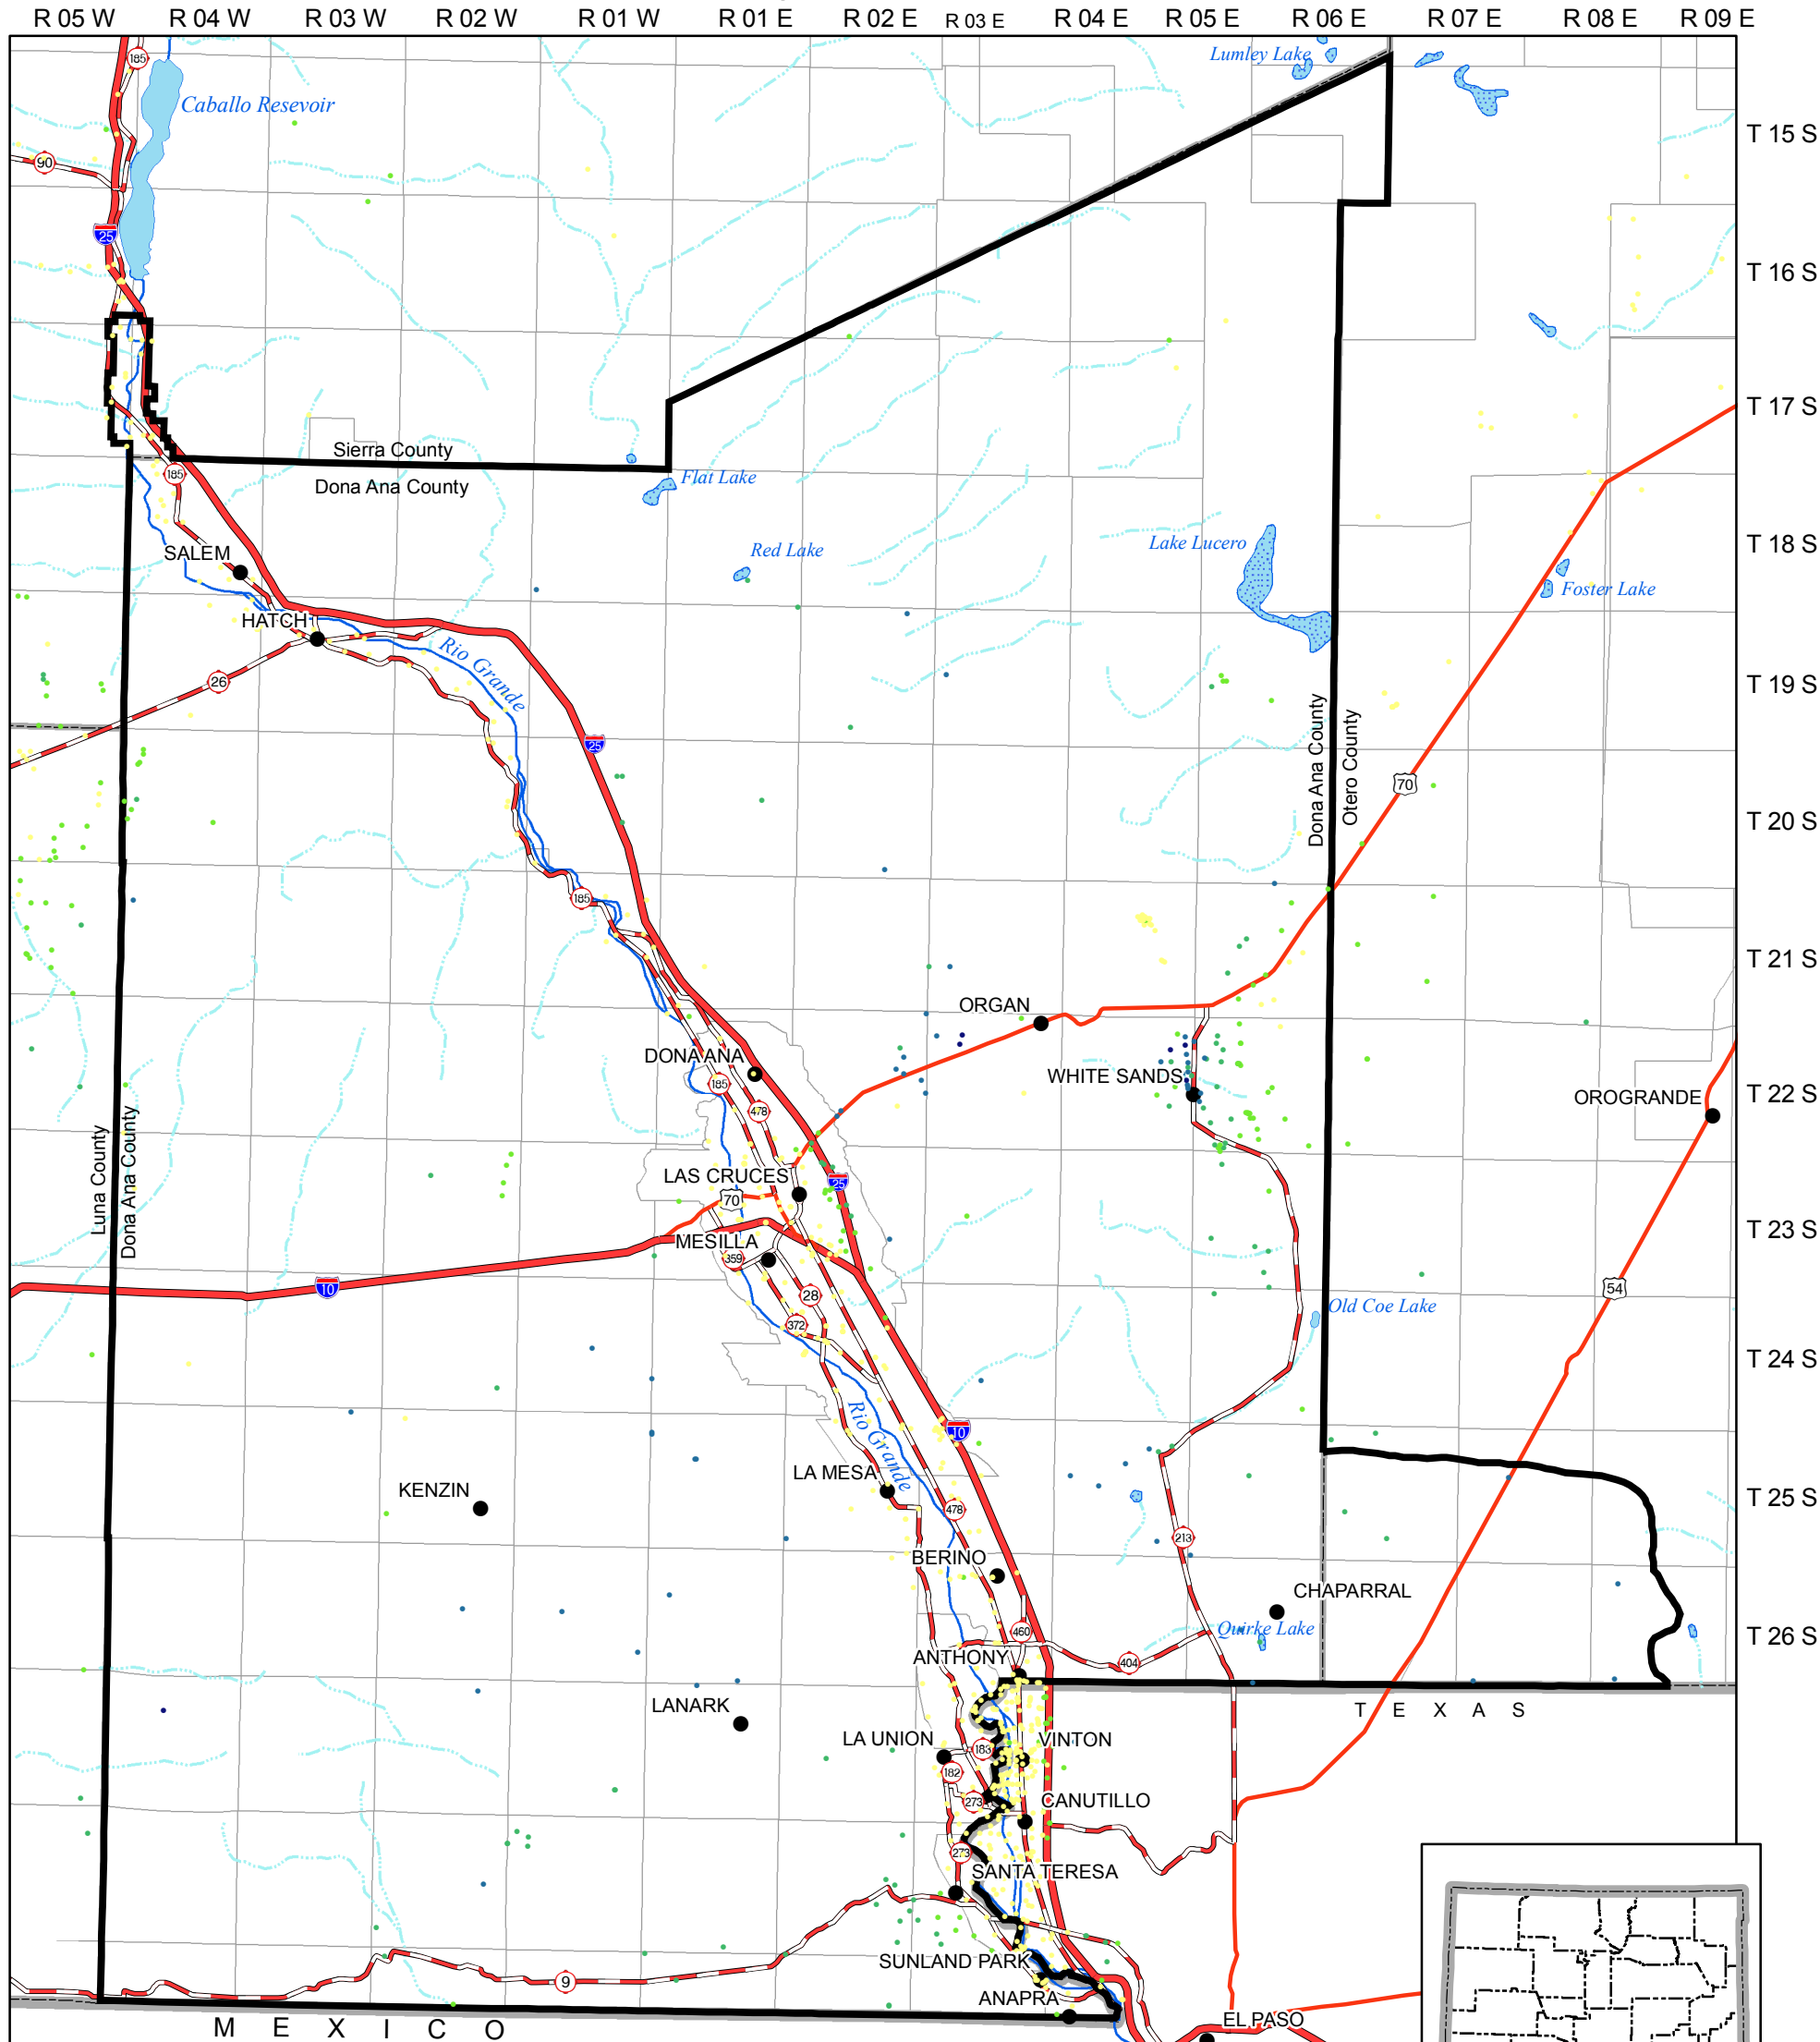 R 05 W R 04 W R 03 W R 02 W R 01 W R 01 E R 02 E R 03 E R 04 E R 05 E R 06 E R 07 E R 08 E R 09 E
185
Lumley Lake
Caballo Resevoir
T 15 S
90
25
T 16 S
T 17 S
Sierra County
185
Dona Ana County
Flat Lake
SALEM
Red Lake
Lake Lucero
T 18 S
Foster Lake
HATCH
Rio Grande
26
T 19 S
25
Dona Ana County
Otero County
70
T 20 S
185
T 21 S
ORGAN
DONA ANA
185
WHITE SANDS
T 22 S
OROGRANDE
478
Luna County
Dona Ana County
LAS CRUCES
25
70
T 23 S
MESILLA
359
10
28
54
Old Coe Lake
372
T 24 S
Rio Grande
10
LA MESA
KENZIN
T 25 S
478
213
BERINO
CHAPARRAL
Quirke Lake
460
T 26 S
ANTHONY
404
LANARK
T E X A S
LA UNION
VINTON
183
182
273
CANUTILLO
273
SANTA TERESA
SUNLAND PARK
9
ANAPRA
M E X I C O
EL PASO